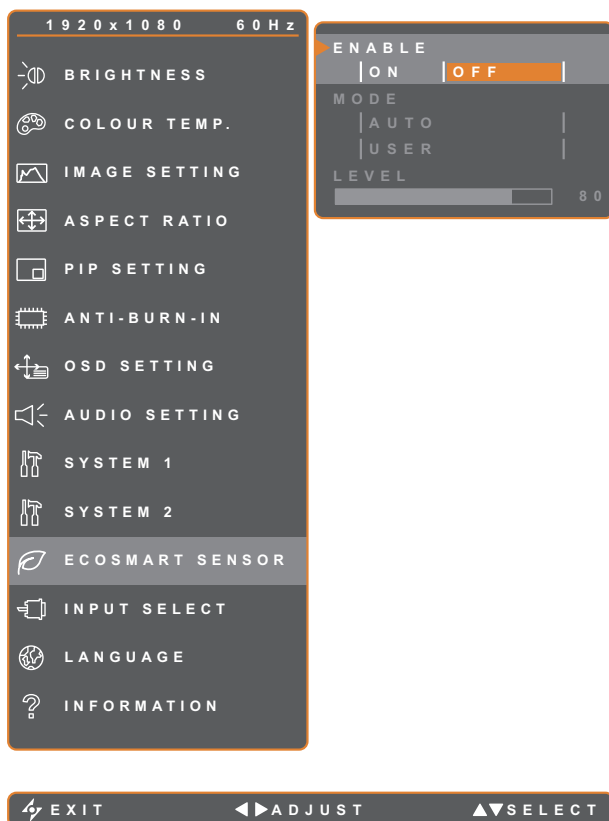 1920x1080 60Hz
BRIGHTNESS
COLOUR TEMP.
IMAGE SETTING
ASPECT RATIO
PIP SETTING
ANTI-BURN-IN
OSD SETTING
AUDIO SETTING
SYSTEM 1
SYSTEM 2
ECOSMART SENSOR
INPUT SELECT
LANGUAGE
INFORMATION
ENABLE
ON OFF
MODE
AUTO
USER
LEVEL
80
EXIT ADJUST SELECT